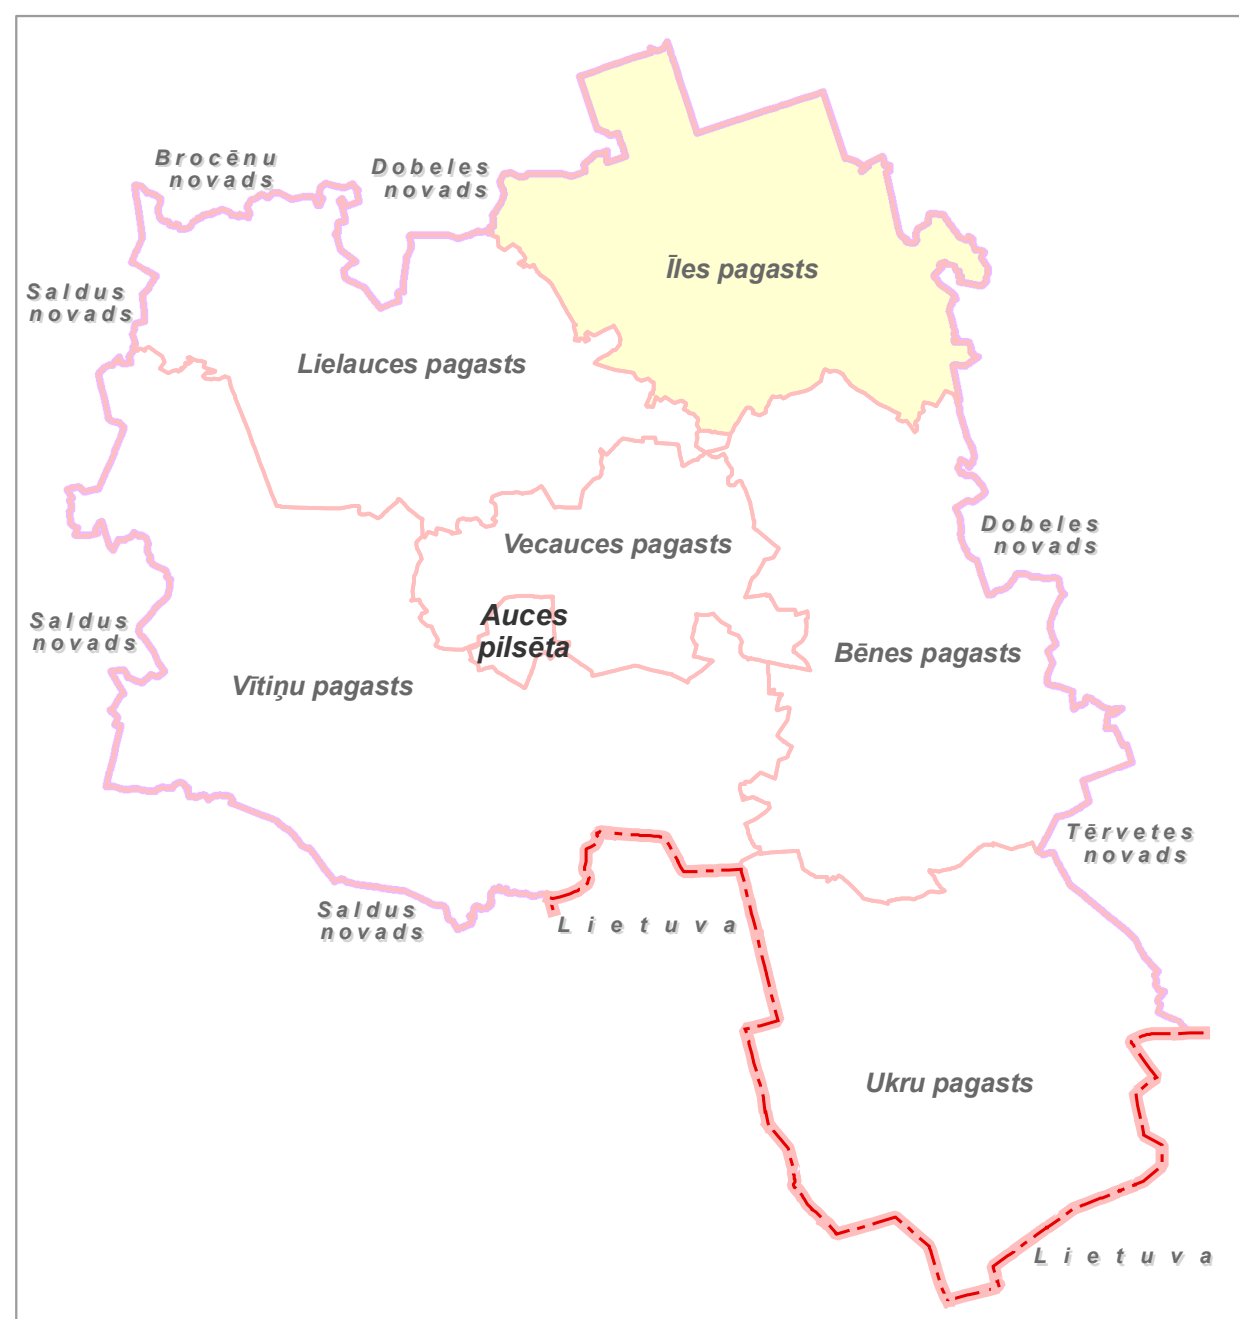 Brocēnu
novads
Dobeles
novads
Īles pagasts
Saldus
novads
Lielauces pagasts
Dobeles
novads
Vecauces pagasts
Auces
pilsēta
Saldus
novads
Bēnes pagasts
Vītiņu pagasts
Tērvetes
novads
Saldus
novads
Lietuva
Ukru pagasts
Lietuva